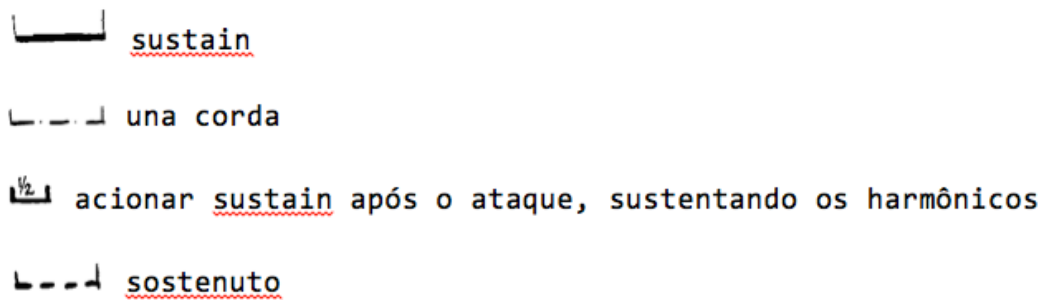 sustain
una corda
½ acionar sustain após o ataque, sustentando os harmônicos
sostenuto